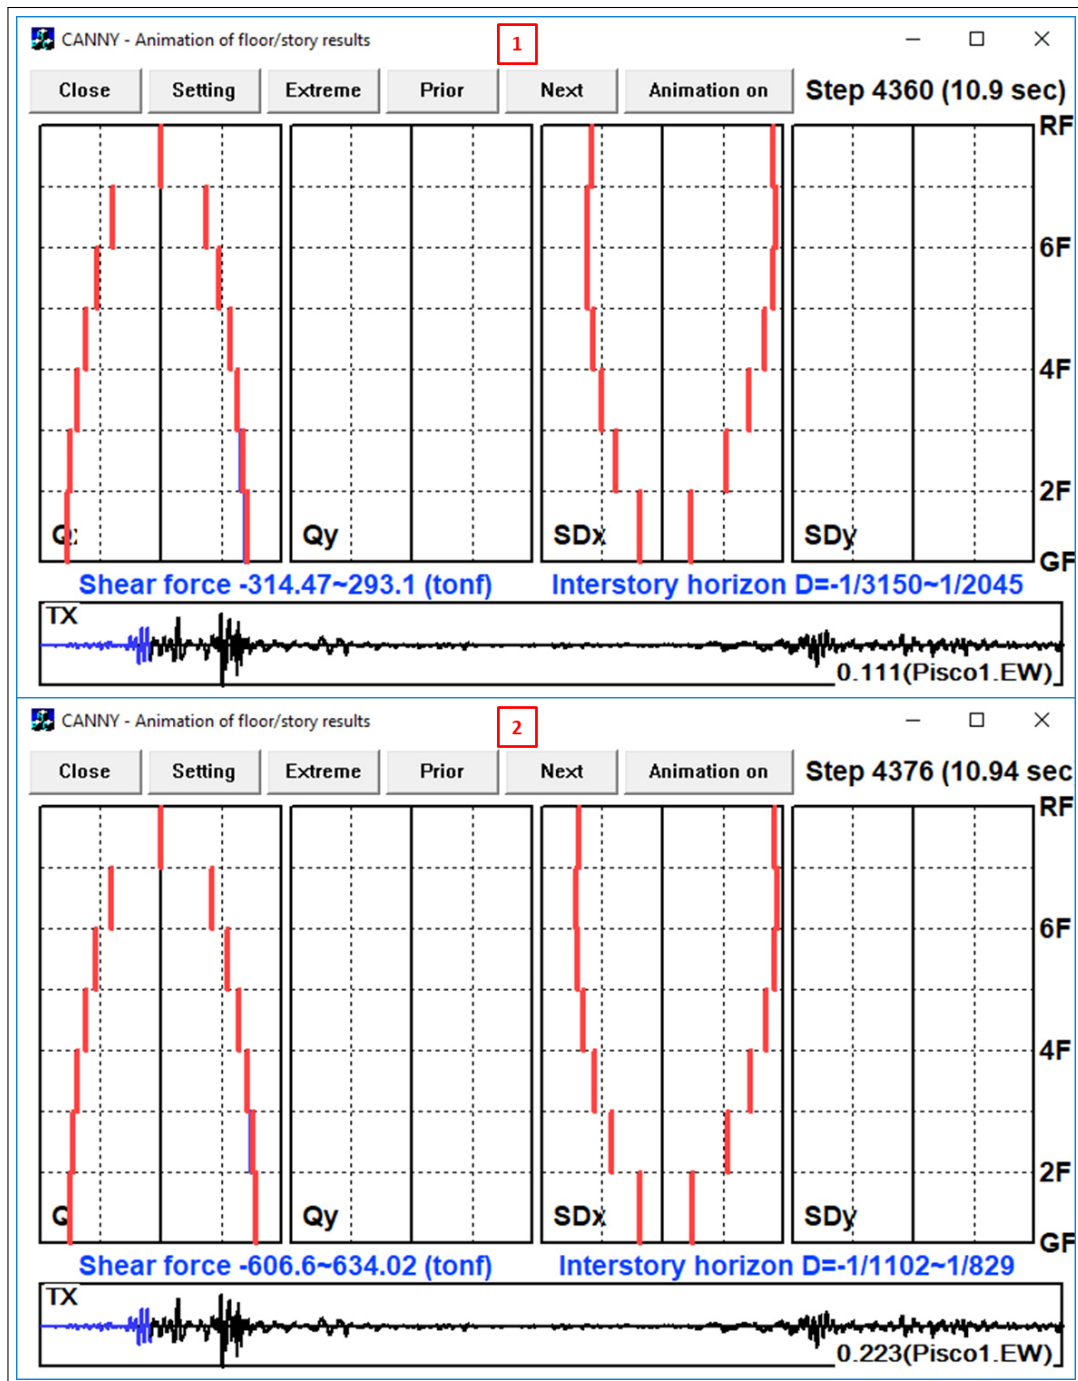 CANNY - Animation of floor/story results
1
Close Setting Extreme Prior Next Animation on Step 4360 (10.9 sec)
RF
6F
4F
2F
Qy SDx SDy
GF
Shear force -314.47~293.1 (tonf) Interstory horizon D=-1/3150~1/2045
TX
0.111(Pisco1.EW)
CANNY - Animation of floor/story results
2
Close Setting Extreme Prior Next Animation on Step 4376 (10.94 sec
RF
6F
4F
2F
Q Qy SDx SDy
GF
Shear force -606.6~634.02 (tonf) Interstory horizon D=-1/1102~1/829
TX
0.223(Pisco1.EW)